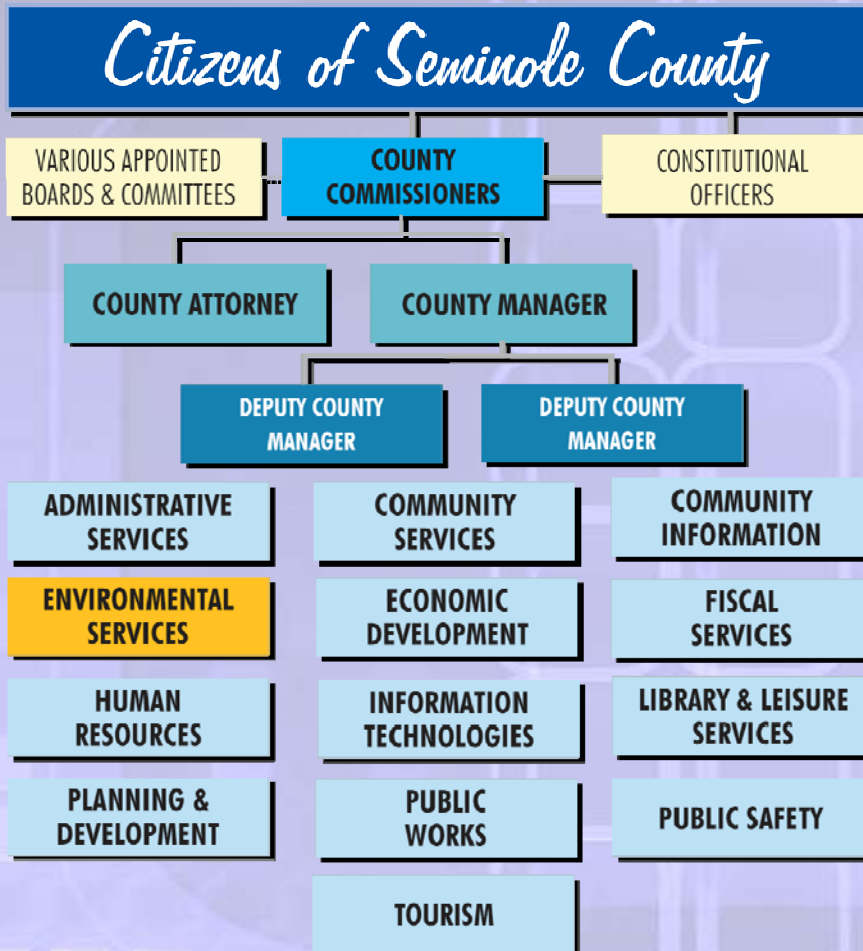 Citizens of Seminole County
VARIOUS APPOINTED
BOARDS & COMMITTEES
COUNTY
COMMISSIONERS
CONSTITUTIONAL
OFFICERS
COUNTY ATTORNEY
COUNTY MANAGER
DEPUTY COUNTY
MANAGER
DEPUTY COUNTY
MANAGER
ADMINISTRATIVE
SERVICES
COMMUNITY
SERVICES
COMMUNITY
INFORMATION
ENVIRONMENTAL
SERVICES
ECONOMIC
DEVELOPMENT
FISCAL
SERVICES
HUMAN
RESOURCES
INFORMATION
TECHNOLOGIES
LIBRARY & LEISURE
SERVICES
PLANNING &
DEVELOPMENT
PUBLIC
WORKS
PUBLIC SAFETY
TOURISM